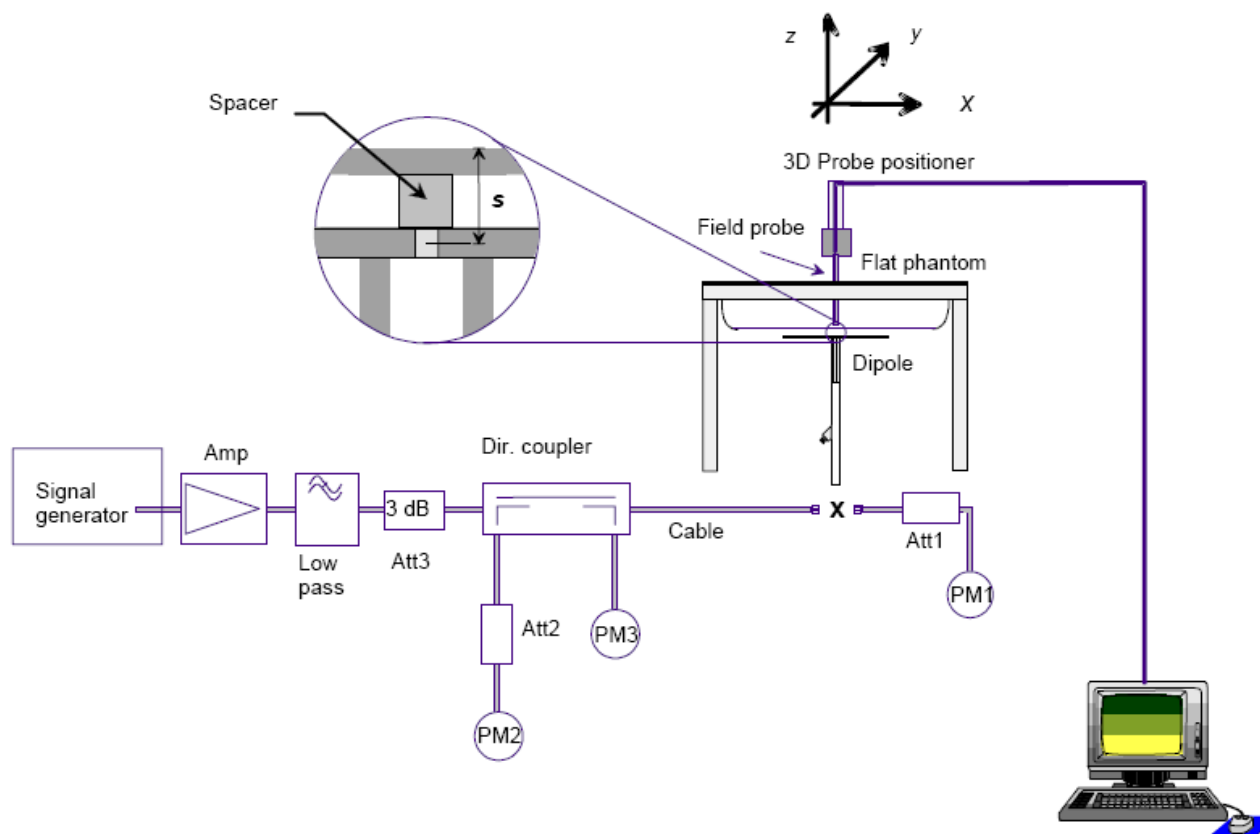 z
y
X
Spacer
3D Probe positioner
s
Field probe
Flat phantom
Dipole
Amp
Dir. coupler
Signal
generator
3 dB
X
Cable
Low
pass
Att3
Att1
PM1
Att2
PM3
PM2